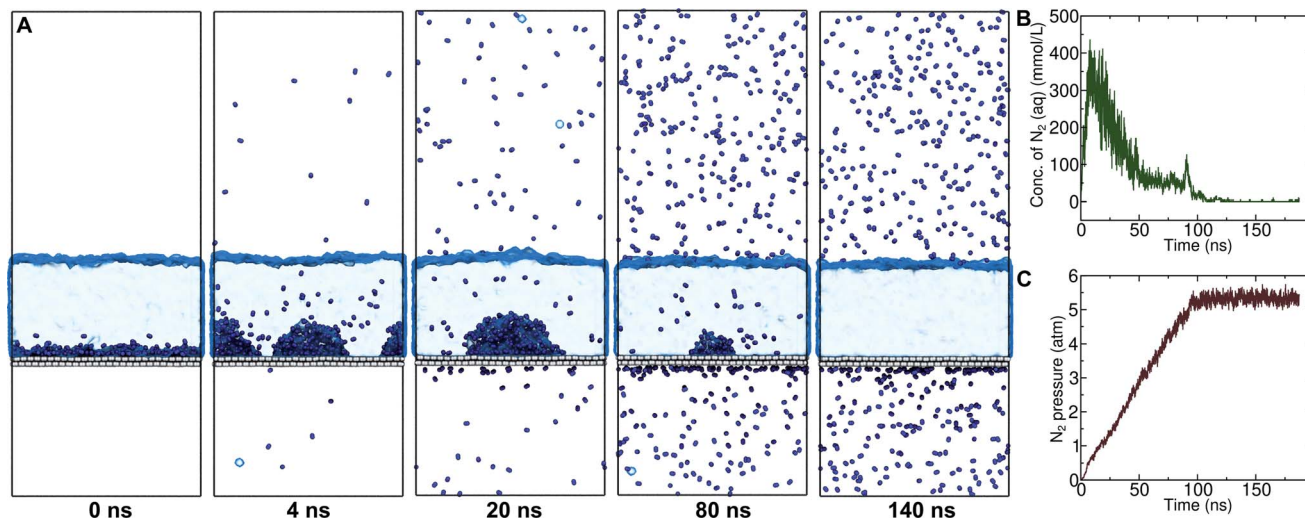 A
0 ns
4 ns
20 ns
80 ns
140 ns
B
Conc. of N₂ (aq) (mmol/L)
500
400
300
200
100
0
0
50
100
150
Time (ns)
C
N₂ pressure (atm)
6
5
4
3
2
1
0
0
50
100
150
Time (ns)